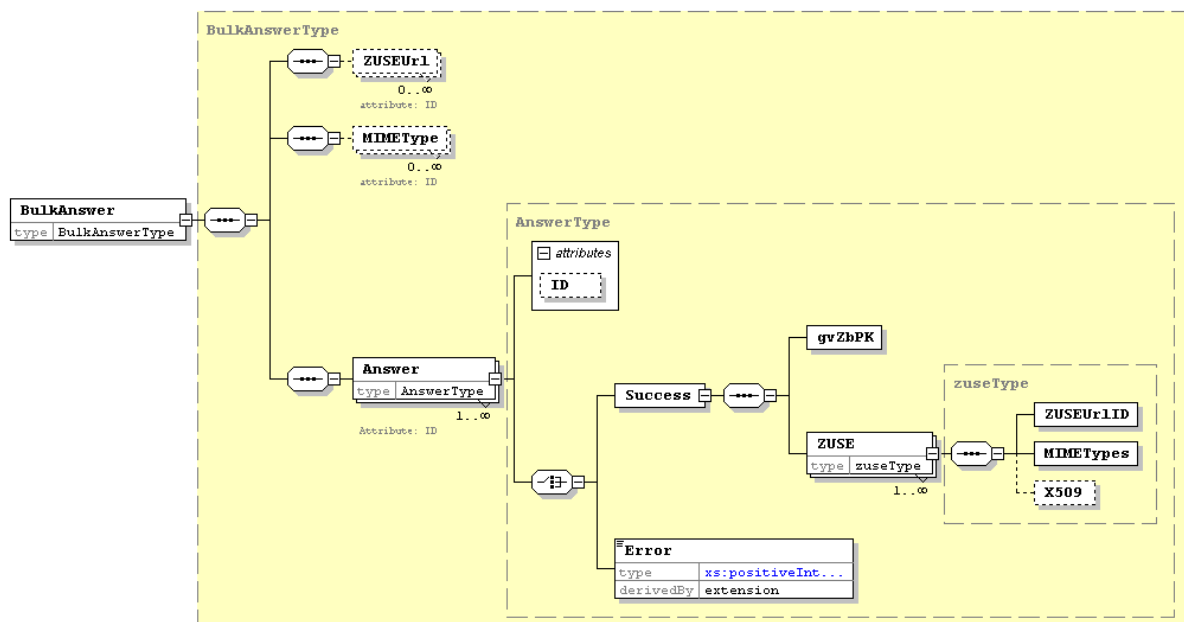 BulkAnswerType
ZUSEUrl
0..∞
attribute: ID
MIMEType
0..∞
attribute: ID
BulkAnswer
type BulkAnswerType
AnswerType
attributes
ID
Answer
type AnswerType
1..∞
Attribute: ID
gvZbPK
Success
ZUSE
type zuseType
1..∞
zuseType
ZUSEUrlID
MIMETypes
X509
Error
type xs:positiveInt...
derivedBy extension